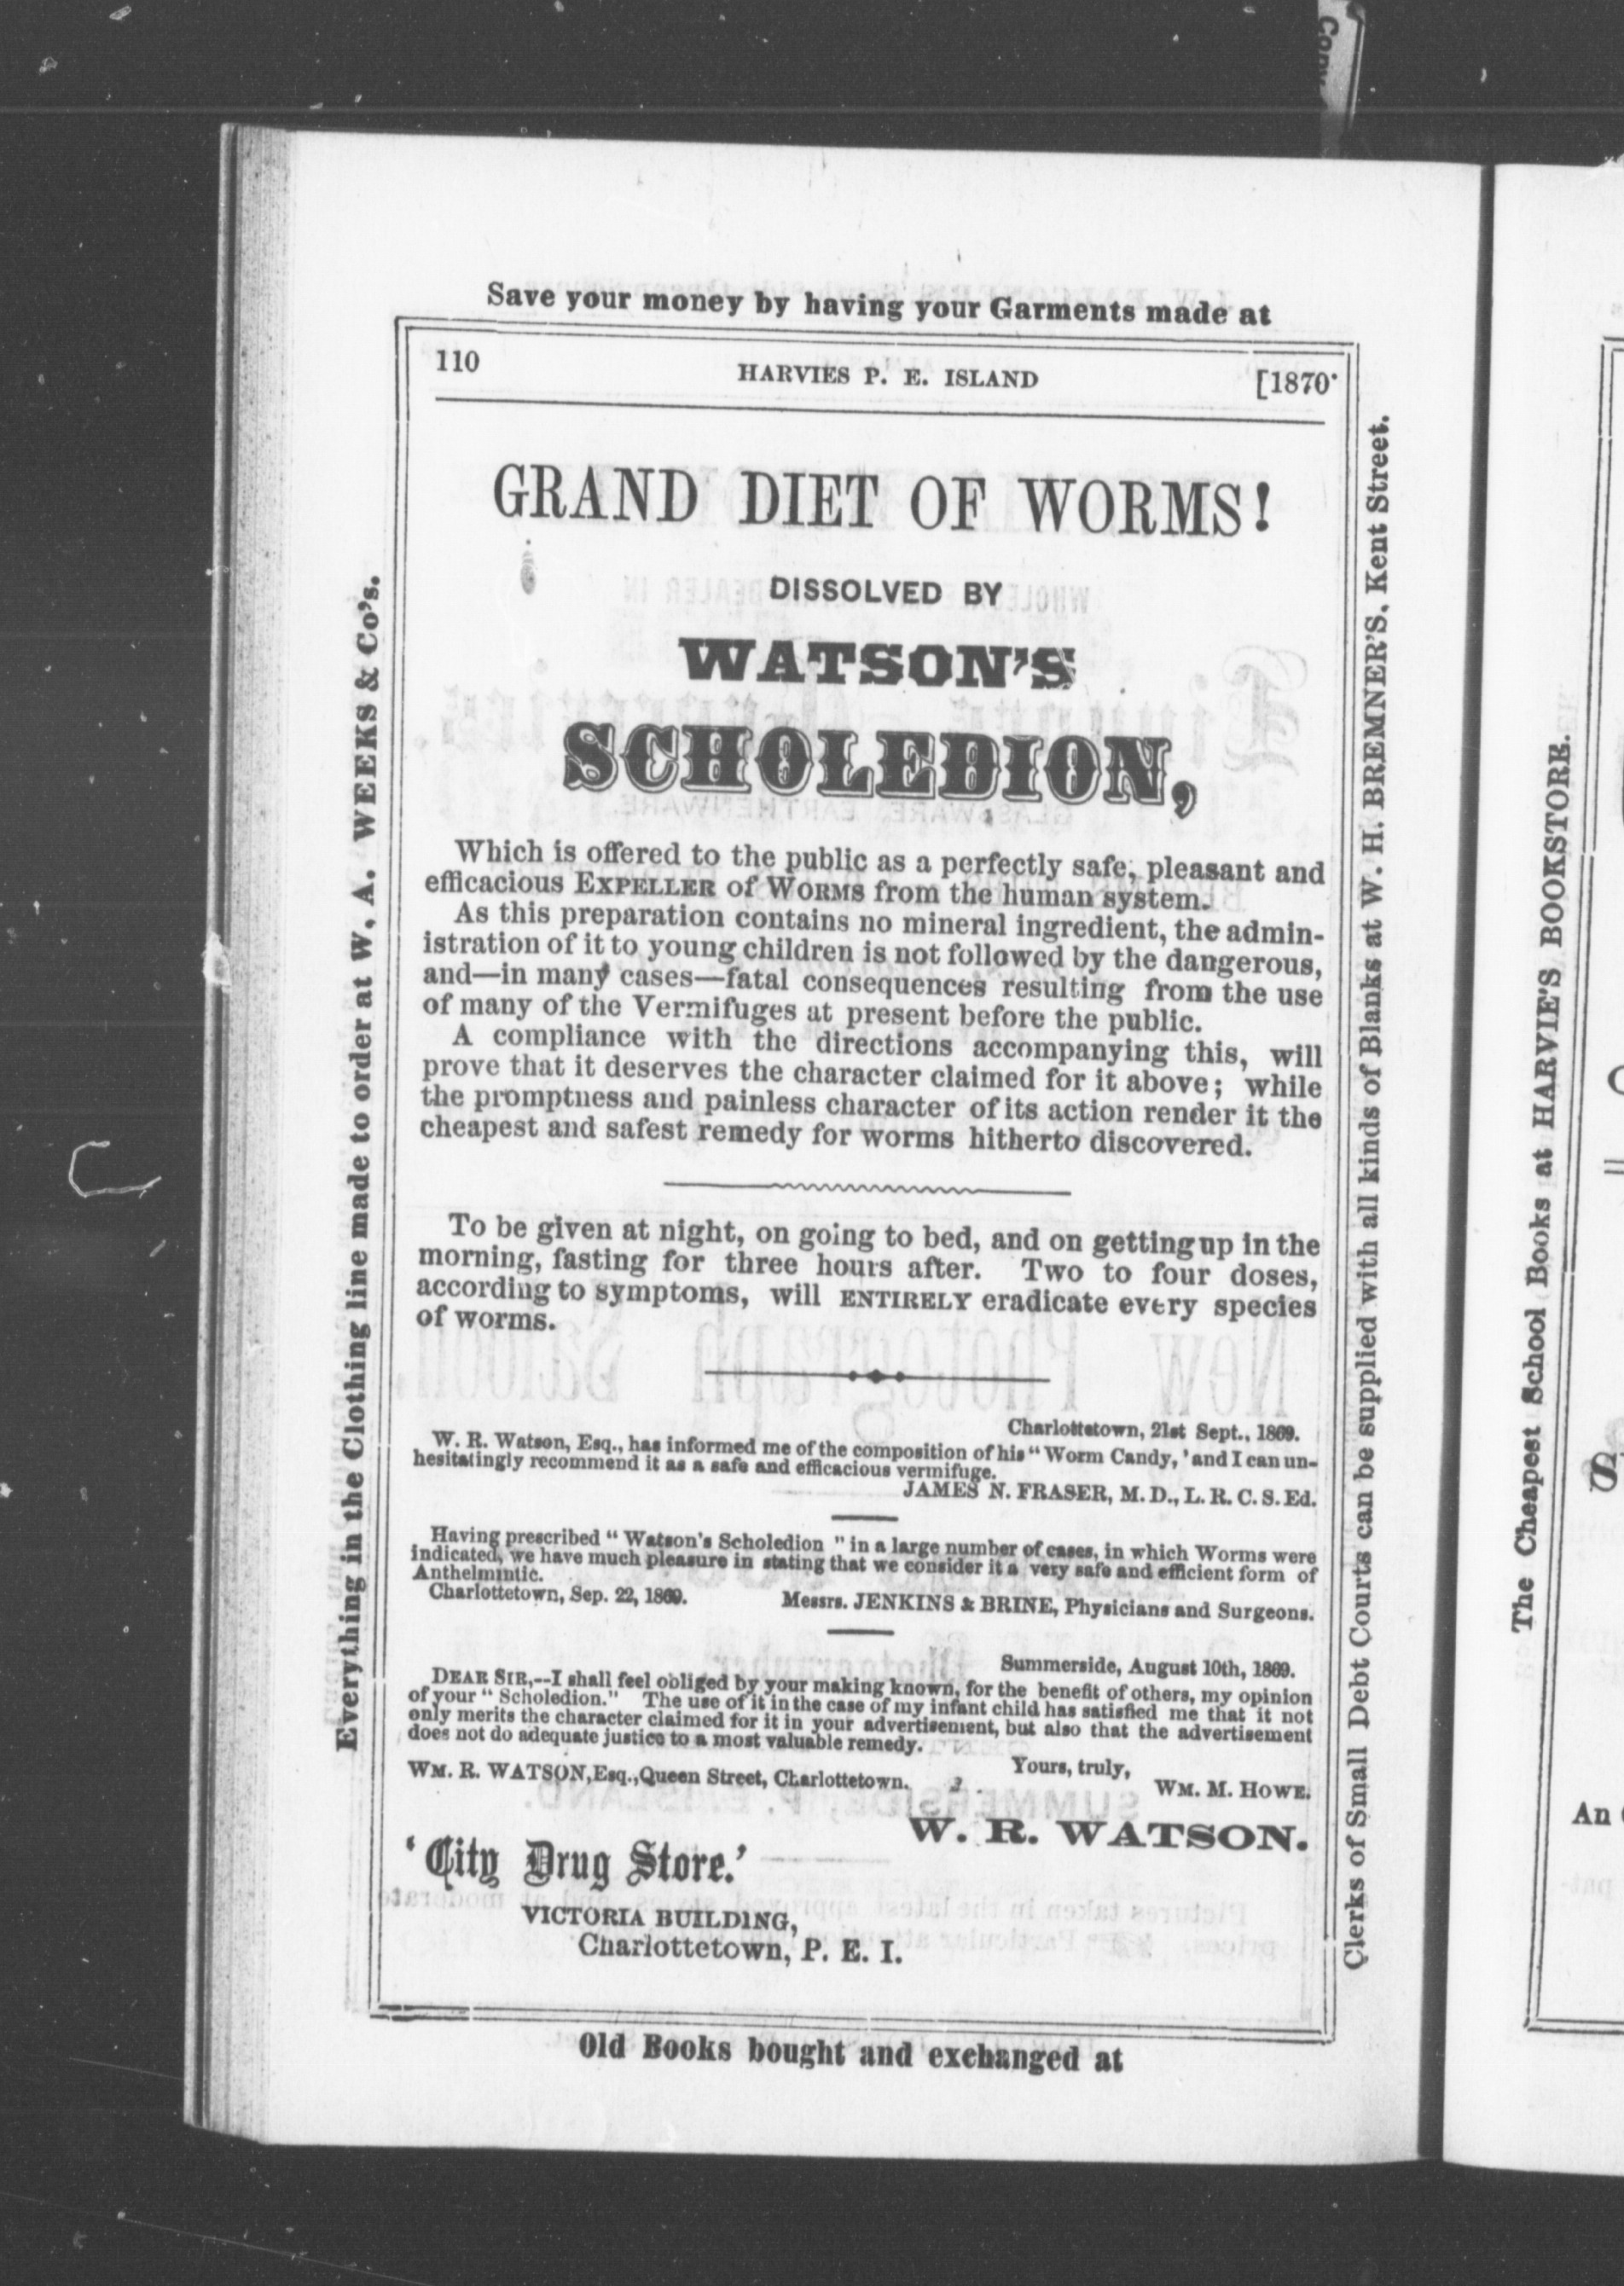 Save your money by having your Garments made at
110
HARVIES P. E. ISLAND
[1870·
GRAND DIET OF WORMS!
DISSOLVED BY
WATSON'S
SCHOLEDION,
Which is offered to the public as a perfectly safe, pleasant and
efficacious EXPELLER of WORMS from the human system.
As this preparation contains no mineral ingredient, the admin-
istration of it to young children is not followed by the dangerous,
and—in many cases—fatal consequences resulting from the use
of many of the Vermifuges at present before the public.
A compliance with the directions accompanying this, will
prove that it deserves the character claimed for it above; while
the promptness and painless character of its action render it the
cheapest and safest remedy for worms hitherto discovered.
To be given at night, on going to bed, and on getting up in the
morning, fasting for three hours after. Two to four doses,
according to symptoms, will ENTIRELY eradicate every species
of worms.
Charlottetown, 21st Sept., 1869.
W. R. Watson, Esq., has informed me of the composition of his "Worm Candy,' and I can un-
hesitatingly recommend it as a safe and efficacious vermifuge.
JAMES N. FRASER, M. D., L. R. C. S. Ed.
Having prescribed "Watson's Scholedion" in a large number of cases, in which Worms were
indicated, we have much pleasure in stating that we consider it a very safe and efficient form of
Anthelmintic.
Charlottetown, Sep. 22, 1869.
Messrs. JENKINS & BRINE, Physicians and Surgeons.
Summerside, August 10th, 1869.
DEAR SIR,--I shall feel obliged by your making known, for the benefit of others, my opinion
of your "Scholedion." The use of it in the case of my infant child has satisfied me that it not
only merits the character claimed for it in your advertisement, but also that the advertisement
does not do adequate justice to a most valuable remedy.
Yours, truly,
WM. R. WATSON, Esq., Queen Street, Charlottetown.
WM. M. HOWE.
W. R. WATSON.
'City Drug Store.'
VICTORIA BUILDING,
Charlottetown, P. E. I.
Old Books bought and exchanged at
Everything in the Clothing line made to order at W. A. WEEKS & Co's.
Clerks of Small Debt Courts can be supplied with all kinds of Blanks at W. H. BREMNER'S, Kent Street.
The Cheapest School Books at HARVIE'S BOOKSTORE.
An